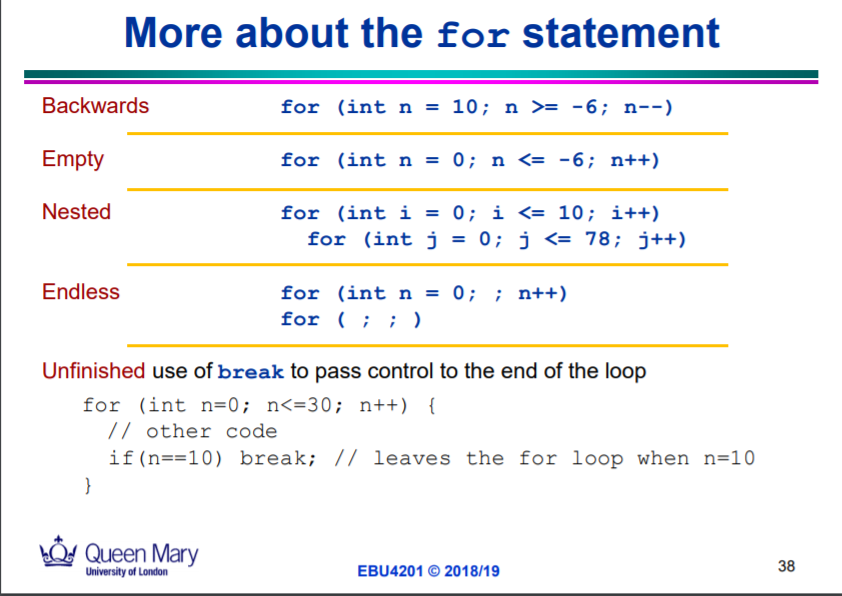 More about the for statement
Backwards for (int n = 10; n >= -6; n--)
Empty for (int n = 0; n <= -6; n++)
Nested for (int i = 0; i <= 10; i++)
for (int j = 0; j <= 78; j++)
Endless for (int n = 0; ; n++)
for ( ; ; )
Unfinished use of break to pass control to the end of the loop
for (int n=0; n<=30; n++) {
// other code
if(n==10) break; // leaves the for loop when n=10
}
Queen Mary
University of London
EBU4201 © 2018/19
38